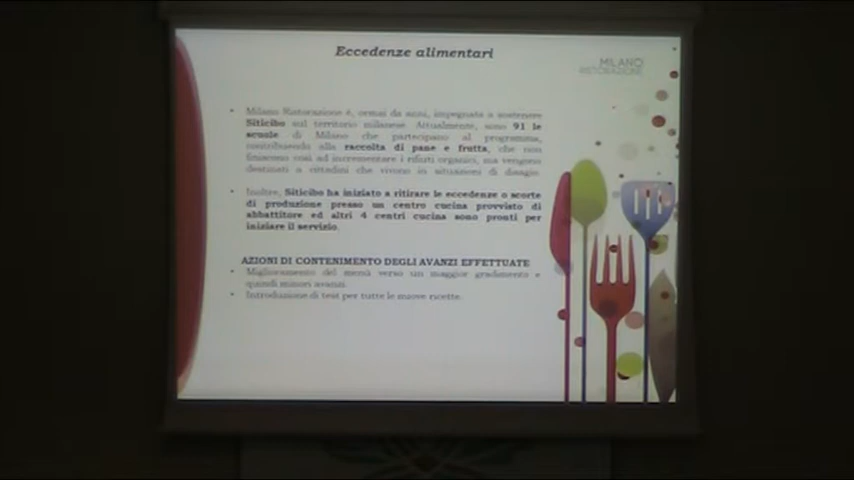 Eccedenze alimentari
MILANO
RISTORAZIONE
• Milano Ristorazione è, ormai da anni, impegnata a sostenere
Siticibo sul territorio milanese. Attualmente, sono 91 le
scuole di Milano che partecipano al programma,
contribuendo alla raccolta di pane e frutta, che non
finiscono così ad incrementare i rifiuti organici, ma vengono
destinati a cittadini che vivono in situazioni di disagio.
• Inoltre, Siticibo ha iniziato a ritirare le eccedenze o scorte
di produzione presso un centro cucina provvisto di
abbattitore ed altri 4 centri cucina sono pronti per
iniziare il servizio.
AZIONI DI CONTENIMENTO DEGLI AVANZI EFFETTUATE
• Miglioramento del menù verso un maggior gradimento e
quindi minori avanzi.
• Introduzione di test per tutte le nuove ricette.